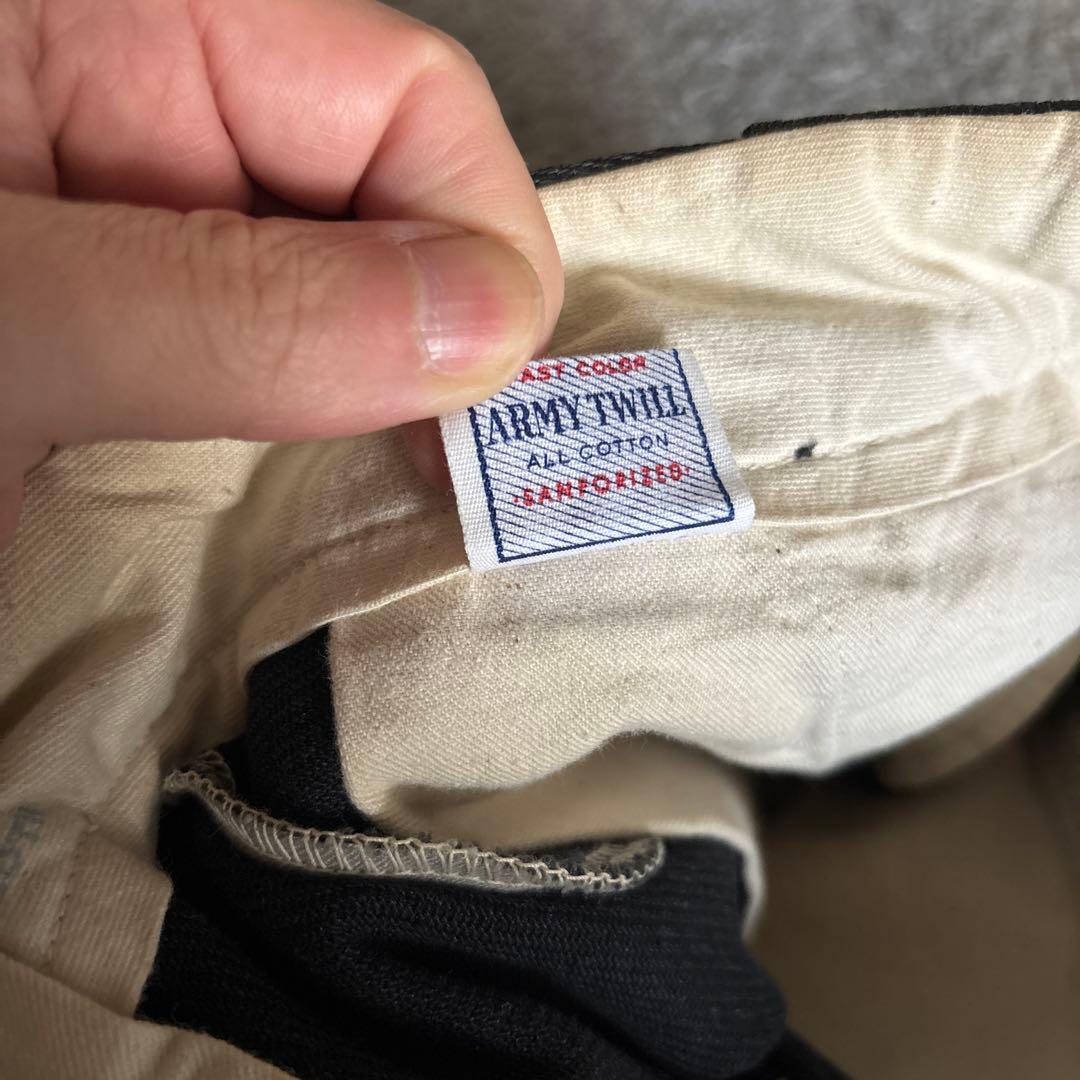 AST COLOR
ARMY TWILL
ALL COTTON
·SANFORIZED·